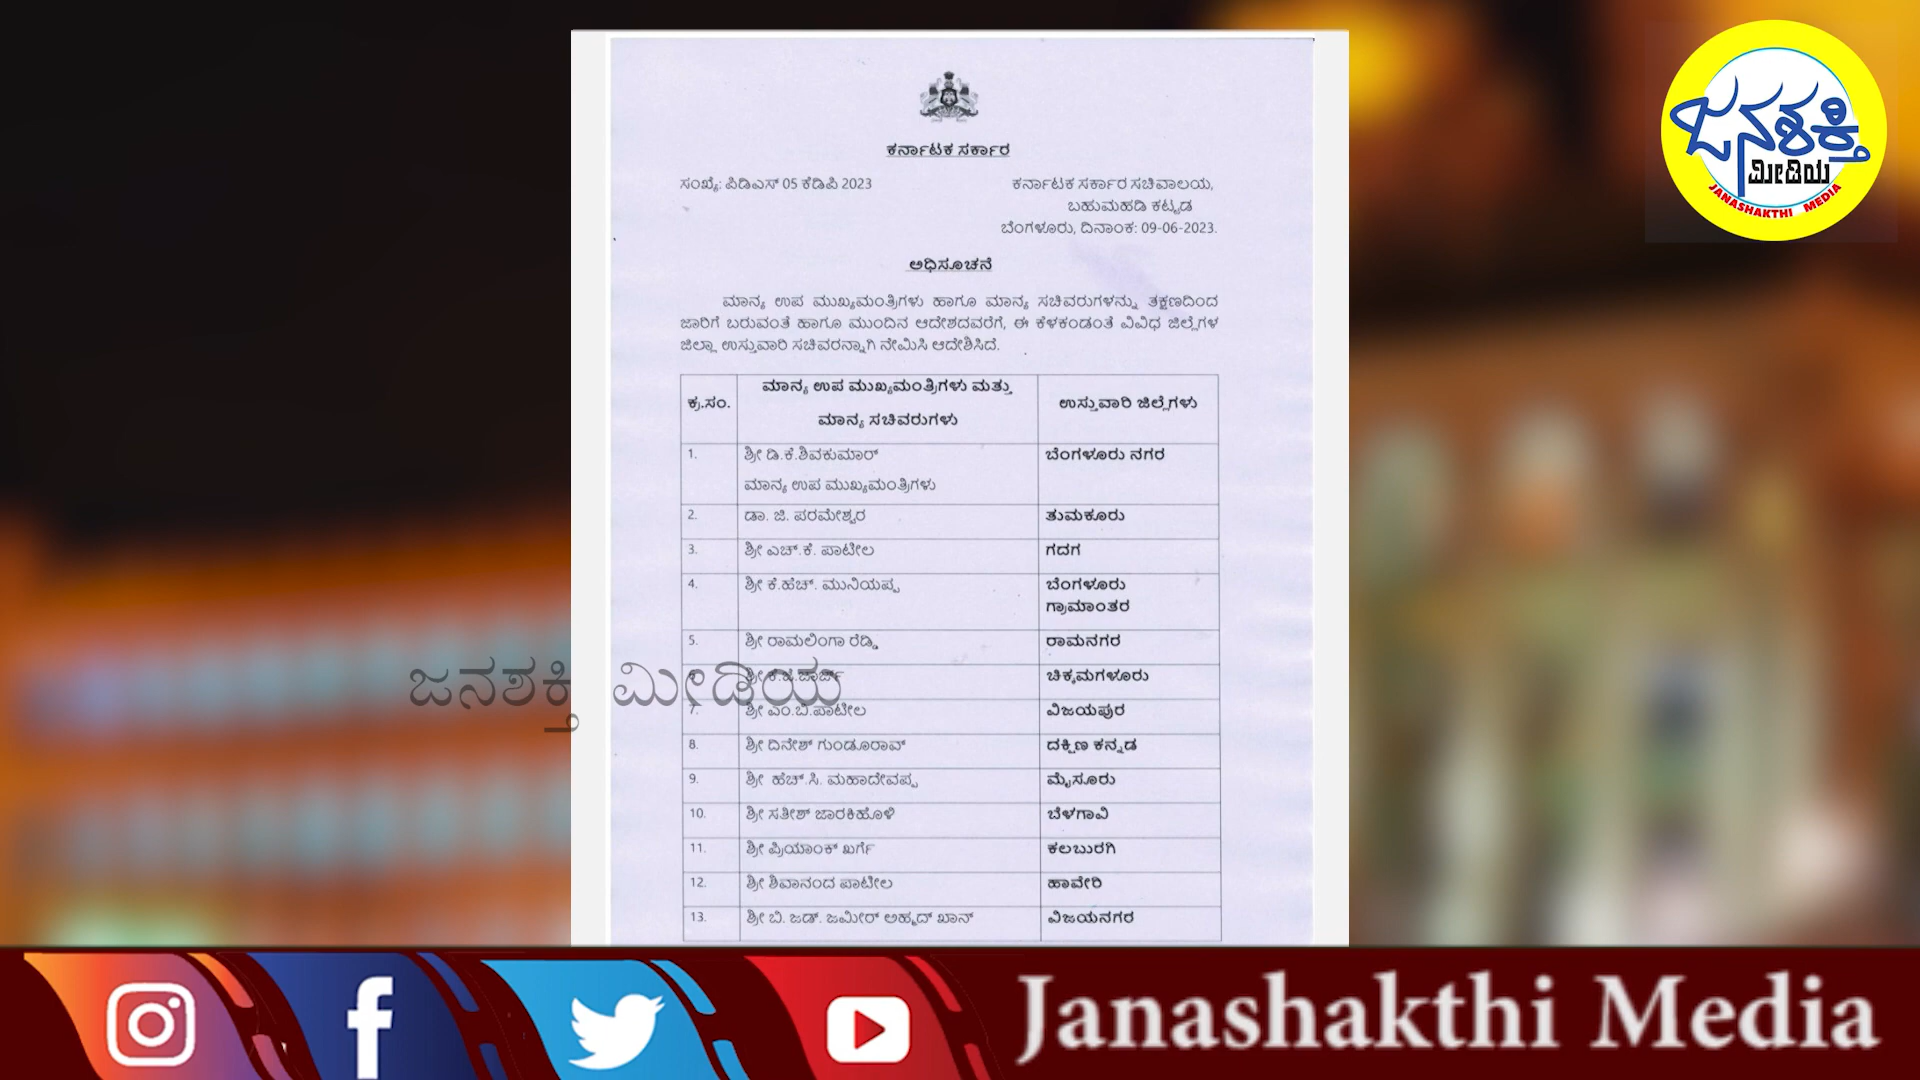 ಕರ್ನಾಟಕ ಸರ್ಕಾರ
ಸಂಖ್ಯೆ: ಪಿಡಿಎಸ್ 05 ಕೆಡಿಪಿ 2023
ಕರ್ನಾಟಕ ಸರ್ಕಾರ ಸಚಿವಾಲಯ,
ಬಹುಮಹಡಿ ಕಟ್ಟಡ
ಬೆಂಗಳೂರು, ದಿನಾಂಕ: 09-06-2023.
ಅಧಿಸೂಚನೆ
ಮಾನ್ಯ ಉಪ ಮುಖ್ಯಮಂತ್ರಿಗಳು ಹಾಗೂ ಮಾನ್ಯ ಸಚಿವರುಗಳನ್ನು ತಕ್ಷಣದಿಂದ
ಜಾರಿಗೆ ಬರುವಂತೆ ಹಾಗೂ ಮುಂದಿನ ಆದೇಶದವರೆಗೆ, ಈ ಕೆಳಕಂಡಂತೆ ವಿವಿಧ ಜಿಲ್ಲೆಗಳ
ಜಿಲ್ಲಾ ಉಸ್ತುವಾರಿ ಸಚಿವರನ್ನಾಗಿ ನೇಮಿಸಿ ಆದೇಶಿಸಿದೆ.
ಕ್ರ.ಸಂ. ಮಾನ್ಯ ಉಪ ಮುಖ್ಯಮಂತ್ರಿಗಳು ಮತ್ತು ಮಾನ್ಯ ಸಚಿವರುಗಳು ಉಸ್ತುವಾರಿ ಜಿಲ್ಲೆಗಳು
1. ಶ್ರೀ ಡಿ.ಕೆ.ಶಿವಕುಮಾರ್ ಬೆಂಗಳೂರು ನಗರ
ಮಾನ್ಯ ಉಪ ಮುಖ್ಯಮಂತ್ರಿಗಳು
2. ಡಾ. ಜಿ. ಪರಮೇಶ್ವರ ತುಮಕೂರು
3. ಶ್ರೀ ಎಚ್.ಕೆ. ಪಾಟೀಲ ಗದಗ
4. ಶ್ರೀ ಕೆ.ಹೆಚ್. ಮುನಿಯಪ್ಪ ಬೆಂಗಳೂರು
ಗ್ರಾಮಾಂತರ
5. ಶ್ರೀ ರಾಮಲಿಂಗಾ ರೆಡ್ಡಿ ರಾಮನಗರ
6. ಶ್ರೀ ಕೆ.ಜೆ.ಜಾರ್ಜ್ ಚಿಕ್ಕಮಗಳೂರು
7. ಶ್ರೀ ಎಂ.ಬಿ.ಪಾಟೀಲ ವಿಜಯಪುರ
8. ಶ್ರೀ ದಿನೇಶ್ ಗುಂಡೂರಾವ್ ದಕ್ಷಿಣ ಕನ್ನಡ
9. ಶ್ರೀ ಹೆಚ್.ಸಿ. ಮಹಾದೇವಪ್ಪ ಮೈಸೂರು
10. ಶ್ರೀ ಸತೀಶ್ ಜಾರಕಿಹೊಳಿ ಬೆಳಗಾವಿ
11. ಶ್ರೀ ಪ್ರಿಯಾಂಕ್ ಖರ್ಗೆ ಕಲಬುರಗಿ
12. ಶ್ರೀ ಶಿವಾನಂದ ಪಾಟೀಲ ಹಾವೇರಿ
13. ಶ್ರೀ ಬಿ. ಜಡ್. ಜಮೀರ್ ಅಹ್ಮದ್ ಖಾನ್ ವಿಜಯನಗರ
ಜನಶಕ್ತಿ ಮೀಡಿಯ
ಜನಶಕ್ತಿ
ಮೀಡಿಯ
JANASHAKTHI MEDIA
Janashakthi Media